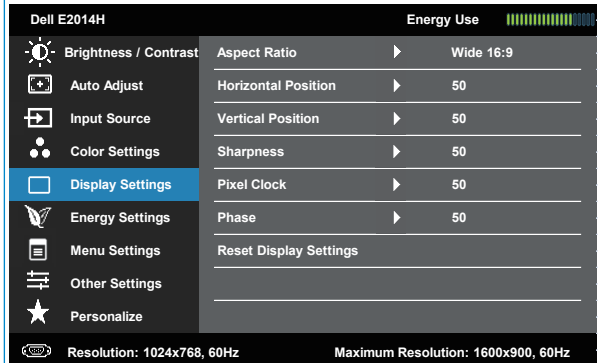 Dell E2014H Energy Use
Brightness / Contrast Aspect Ratio Wide 16:9
Auto Adjust Horizontal Position 50
Input Source Vertical Position 50
Color Settings Sharpness 50
Display Settings Pixel Clock 50
Energy Settings Phase 50
Menu Settings Reset Display Settings
Other Settings
Personalize
Resolution: 1024x768, 60Hz Maximum Resolution: 1600x900, 60Hz